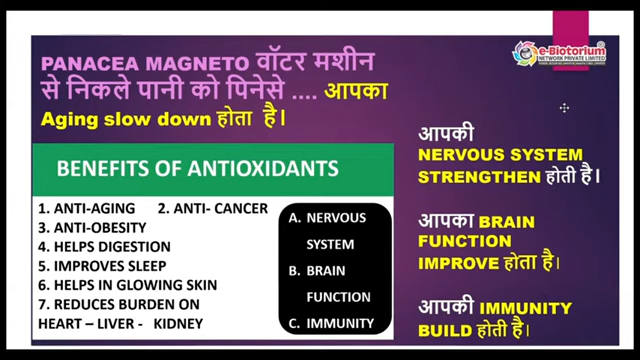 PANACEA MAGNETO वॉटर मशीन
से निकले पानी को पिनेसे .... आपका
Aging slow down होता है।
e-Biotorium
NETWORK PRIVATE LIMITED
BENEFITS OF ANTIOXIDANTS
1. ANTI-AGING 2. ANTI- CANCER
3. ANTI-OBESITY
4. HELPS DIGESTION
5. IMPROVES SLEEP
6. HELPS IN GLOWING SKIN
7. REDUCES BURDEN ON
HEART – LIVER - KIDNEY
A. NERVOUS
SYSTEM
B. BRAIN
FUNCTION
C. IMMUNITY
आपकी
NERVOUS SYSTEM
STRENGTHEN होती है।
आपका BRAIN
FUNCTION
IMPROVE होता है।
आपकी IMMUNITY
BUILD होती है।